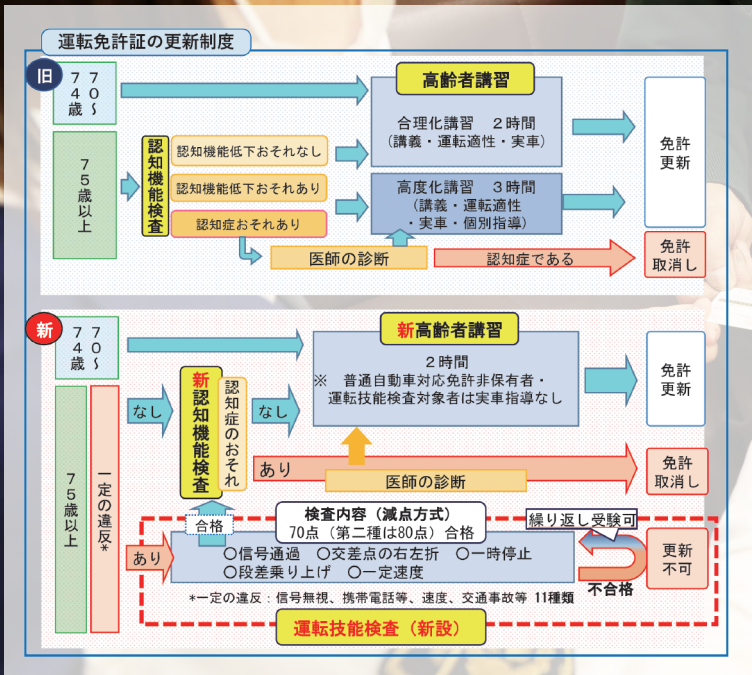 運転免許証の更新制度
旧
70~74歳
高齢者講習
合理化講習 2時間
(講義・運転適性・実車)
免許
更新
75歳以上
認知機能検査
認知機能低下おそれなし
認知機能低下おそれあり
認知症おそれあり
高度化講習 3時間
(講義・運転適性
・実車・個別指導)
医師の診断
認知症である
免許
取消し
新
70~74歳
新高齢者講習
2時間
※ 普通自動車対応免許非保有者・
運転技能検査対象者は実車指導なし
免許
更新
75歳以上
一定の違反*
なし
新認知機能検査
認知症のおそれ
なし
あり
医師の診断
免許
取消し
合格
検査内容(減点方式)
70点(第二種は80点)合格
繰り返し受験可
あり
○信号通過 ○交差点の右左折 ○一時停止
○段差乗り上げ ○一定速度
更新
不可
不合格
*一定の違反:信号無視、携帯電話等、速度、交通事故等 11種類
運転技能検査(新設)